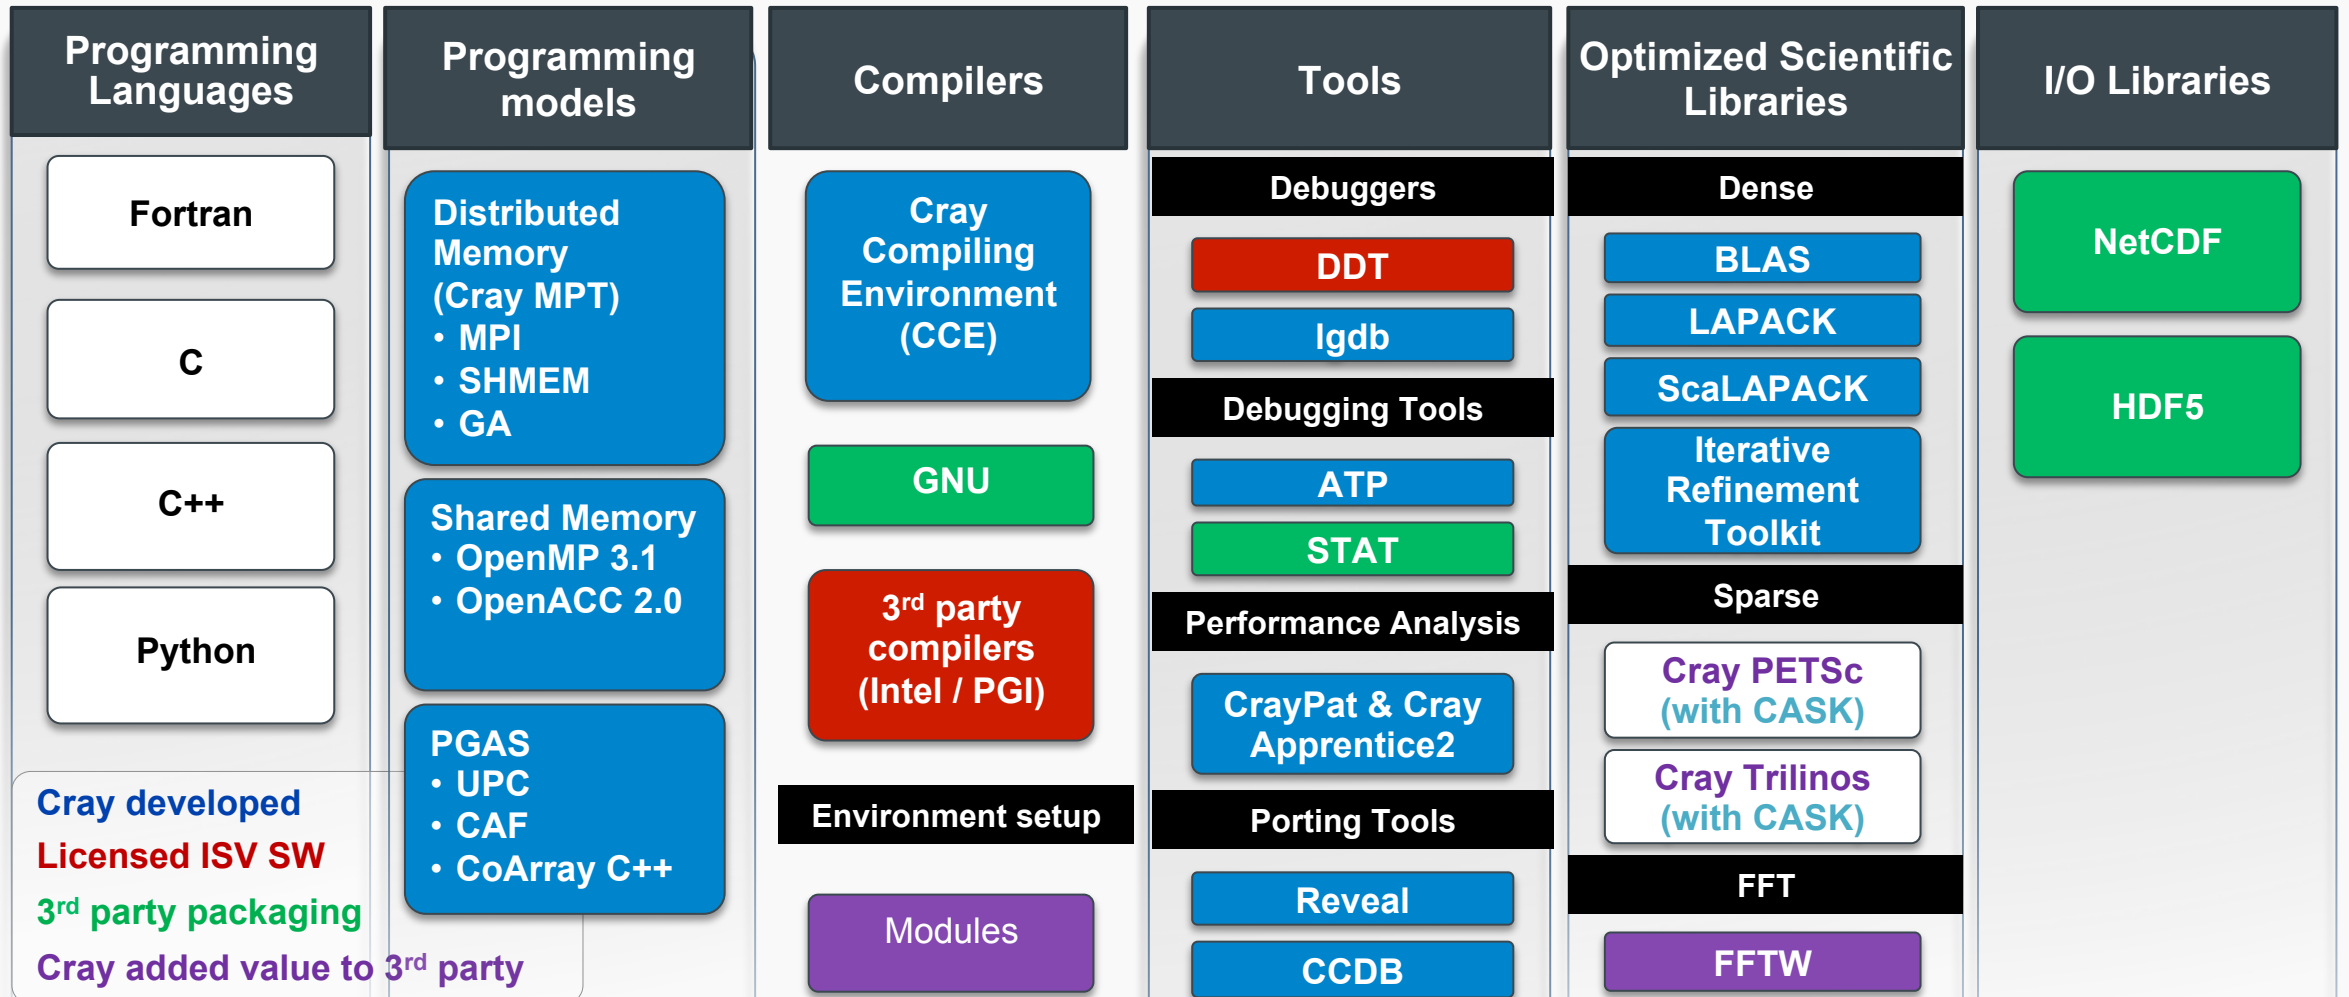 Programming
Languages
Fortran
C
C++
Python
Cray developed
Licensed ISV SW
3rd party packaging
Cray added value to 3rd party
Programming
models
Distributed
Memory
(Cray MPT)
• MPI
• SHMEM
• GA
Shared Memory
• OpenMP 3.1
• OpenACC 2.0
PGAS
• UPC
• CAF
• CoArray C++
Compilers
Cray
Compiling
Environment
(CCE)
GNU
3rd party
compilers
(Intel / PGI)
Environment setup
Modules
Tools
Debuggers
DDT
lgdb
Debugging Tools
ATP
STAT
Performance Analysis
CrayPat & Cray
Apprentice2
Porting Tools
Reveal
CCDB
Optimized Scientific
Libraries
Dense
BLAS
LAPACK
ScaLAPACK
Iterative
Refinement
Toolkit
Sparse
Cray PETSc
(with CASK)
Cray Trilinos
(with CASK)
FFT
FFTW
I/O Libraries
NetCDF
HDF5